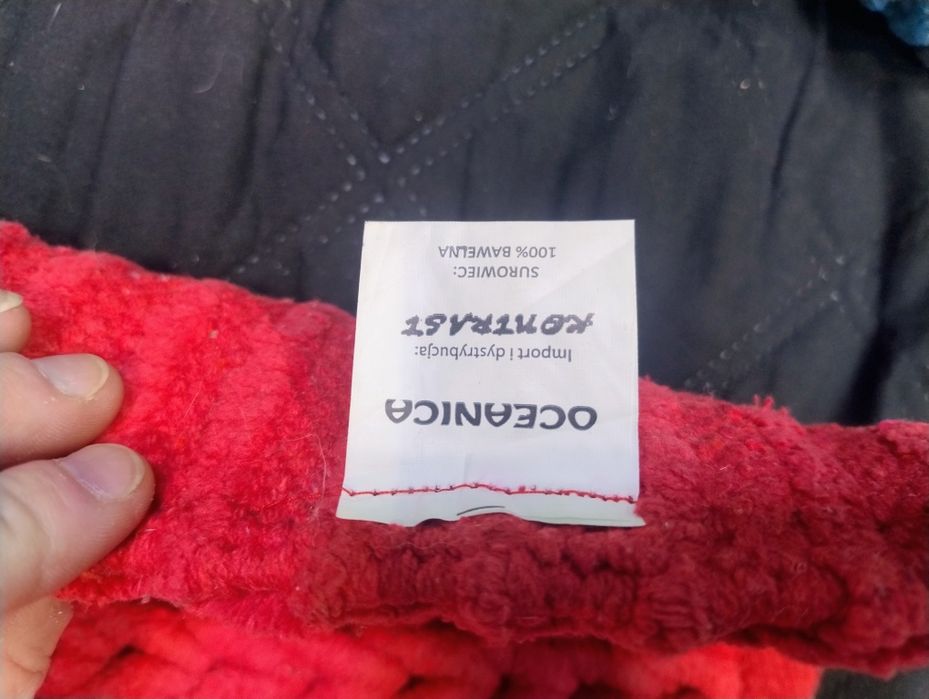 OCEANICA
Import i dystrybucja:
KONTRAST
SUROWIEC:
100% BAWEŁNA